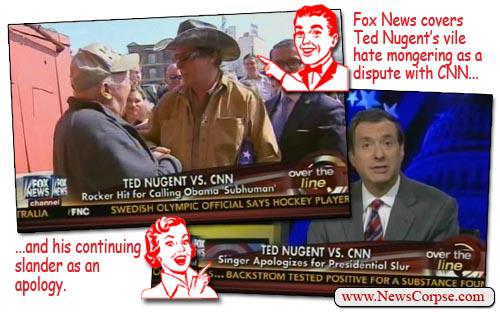 Fox News covers
Ted Nugent's vile
hate mongering as a
dispute with CNN...
TED NUGENT VS. CNN
Rocker Hit for Calling Obama 'Subhuman'
over the
line
FOX
NEWS
channel
NEWS
TRALIA
FNC
SWEDISH OLYMPIC OFFICIAL SAYS HOCKEY PLAYER
...and his continuing
slander as an
apology.
TED NUGENT VS. CNN
Singer Apologizes for Presidential Slur
over the
line
S... BACKSTROM TESTED POSITIVE FOR A SUBSTANCE FOU
www.NewsCorpse.com